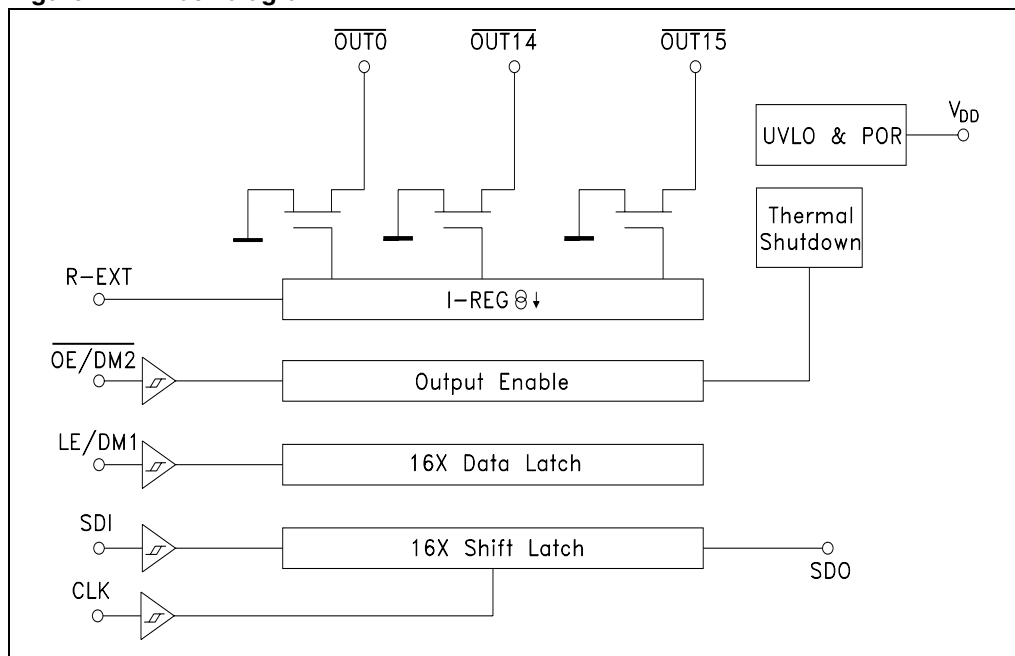 OUT0 OUT14 OUT15
V_DD
UVLO & POR
Thermal
Shutdown
R-EXT
I-REG
OE/DM2
Output Enable
LE/DM1
16X Data Latch
SDI
16X Shift Latch
SDO
CLK